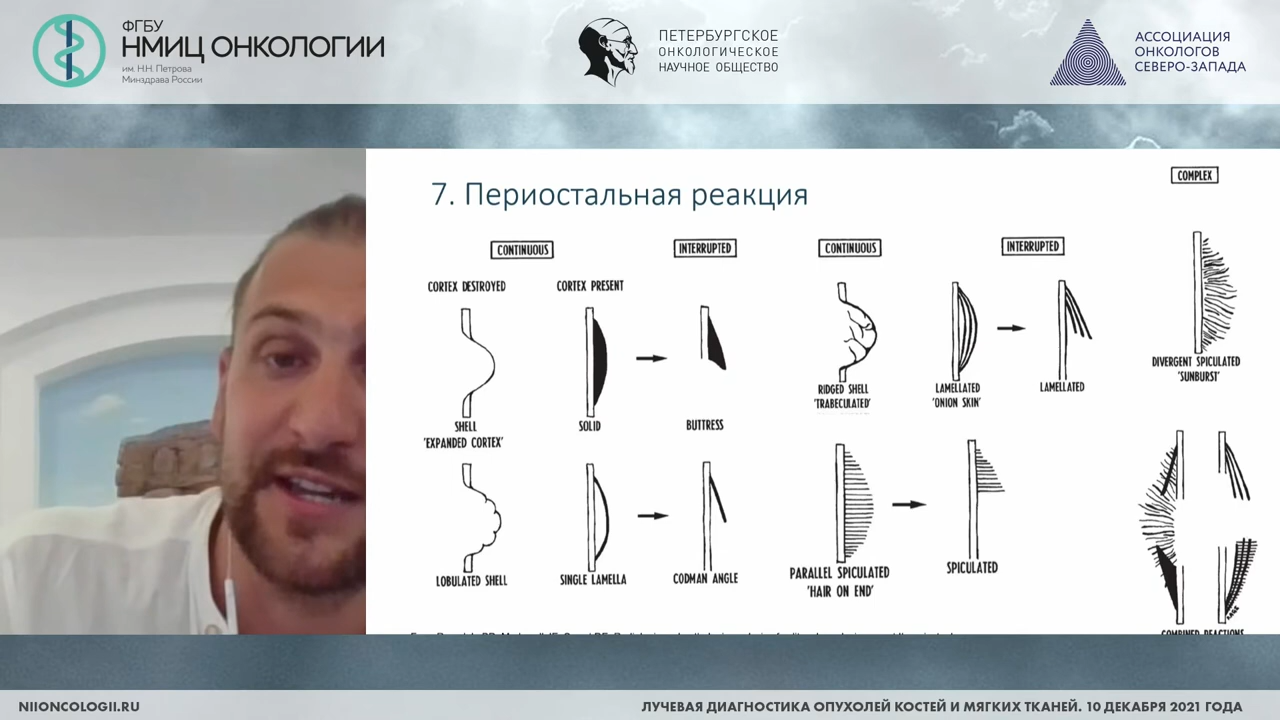 ФГБУ
НМИЦ ОНКОЛОГИИ
им. Н.Н. Петрова
Минздрава России
ПЕТЕРБУРГСКОЕ
ОНКОЛОГИЧЕСКОЕ
НАУЧНОЕ ОБЩЕСТВО
АССОЦИАЦИЯ
ОНКОЛОГОВ
СЕВЕРО-ЗАПАДА
7. Периостальная реакция
COMPLEX
CONTINUOUS
INTERRUPTED
CONTINUOUS
INTERRUPTED
CORTEX DESTROYED
CORTEX PRESENT
SHELL
'EXPANDED CORTEX'
SOLID
BUTTRESS
RIDGED SHELL
'TRABECULATED'
LAMELLATED
'ONION SKIN'
LAMELLATED
DIVERGENT SPICULATED
'SUNBURST'
LOBULATED SHELL
SINGLE LAMELLA
CODMAN ANGLE
PARALLEL SPICULATED
'HAIR ON END'
SPICULATED
COMBINED REACTIONS
NIIONCOLOGII.RU
ЛУЧЕВАЯ ДИАГНОСТИКА ОПУХОЛЕЙ КОСТЕЙ И МЯГКИХ ТКАНЕЙ. 10 ДЕКАБРЯ 2021 ГОДА